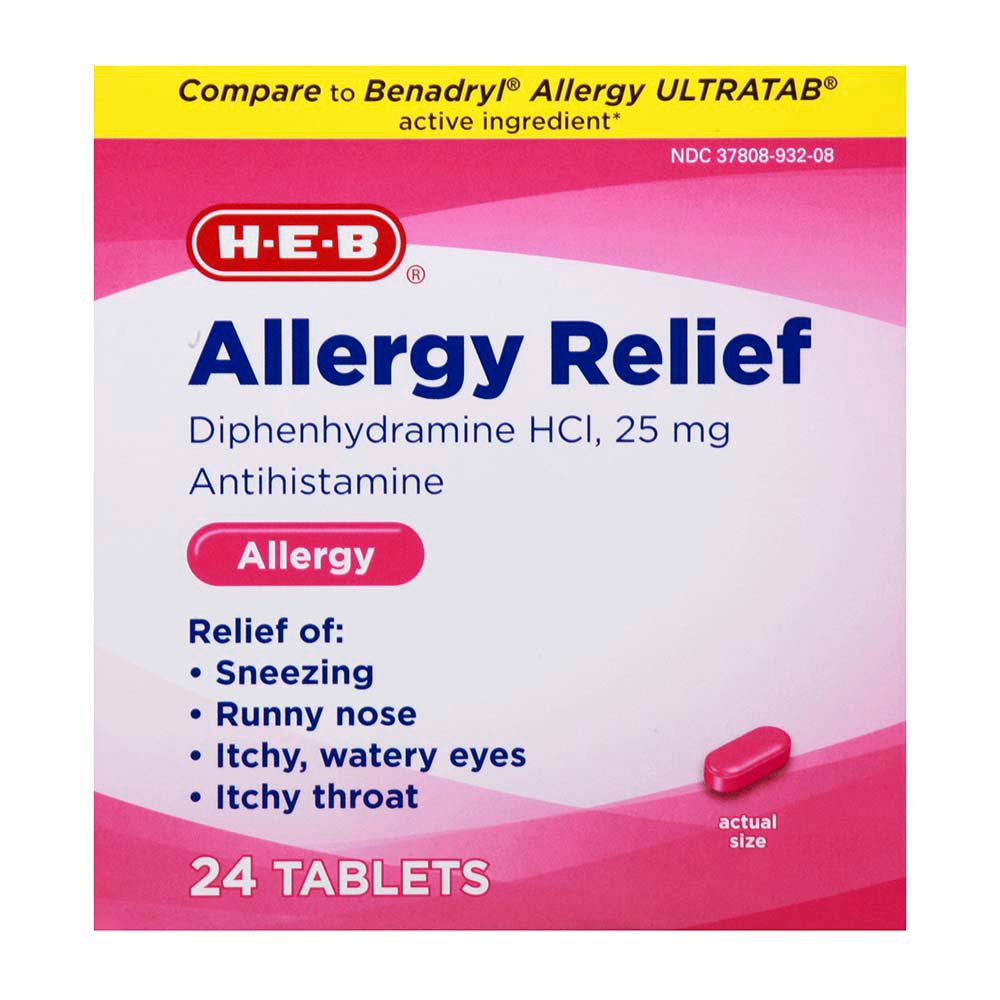 Compare to Benadryl® Allergy ULTRATAB®
active ingredient*
NDC 37808-932-08
H-E-B
®
Allergy Relief
Diphenhydramine HCl, 25 mg
Antihistamine
Allergy
Relief of:
• Sneezing
• Runny nose
• Itchy, watery eyes
• Itchy throat
actual
size
24 TABLETS